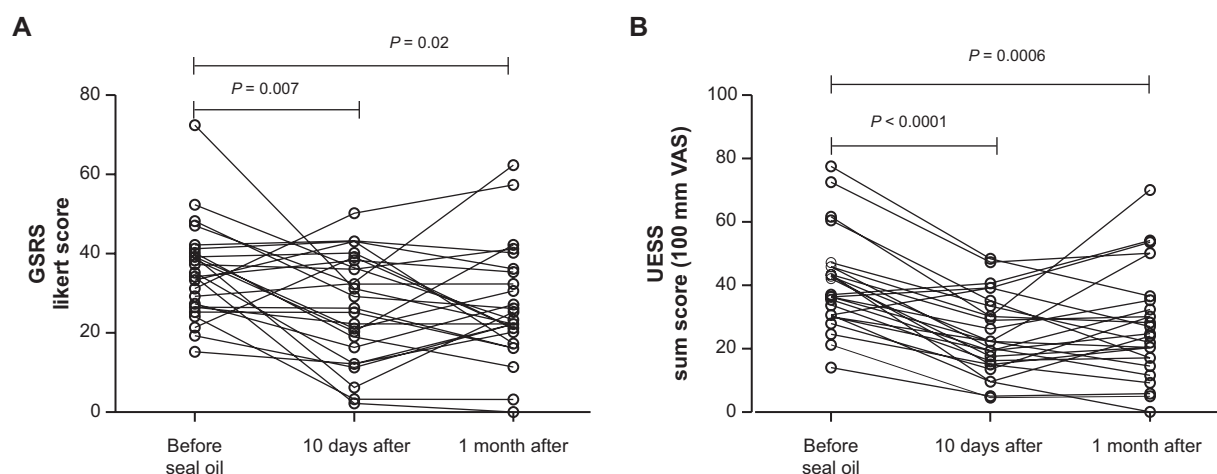 A
P = 0.02
P = 0.007
80
60
40
20
0
GSRS
likert score
Before
seal oil
10 days after
1 month after
B
P = 0.0006
P < 0.0001
100
80
60
40
20
0
UESS
sum score (100 mm VAS)
Before
seal oil
10 days after
1 month after